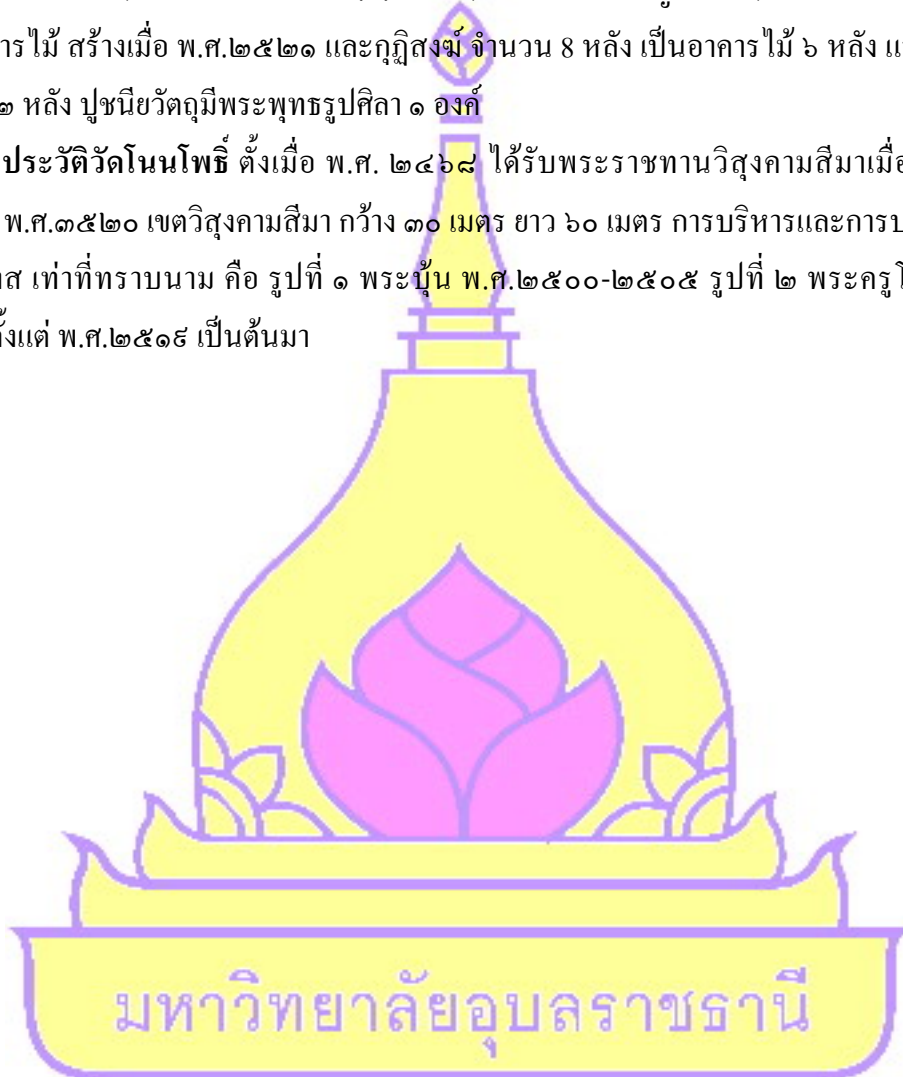 ารไม้ สร้างเมื่อ พ.ศ.๒๕๒๑ และกุฏิสงฆ์ จำนวน 8 หลัง เป็นอาคารไม้ ๖ หลัง แ
๒ หลัง ปูชนียวัตถุมีพระพุทธรูปศิลา ๑ องค์
ประวัติวัดโนนโพธิ์ ตั้งเมื่อ พ.ศ. ๒๔๖๘ ได้รับพระราชทานวิสุงคามสีมาเมื่อ
พ.ศ.๓๕๒๐ เขตวิสุงคามสีมา กว้าง ๓๐ เมตร ยาว ๖๐ เมตร การบริหารและการป
ส เท่าที่ทราบนาม คือ รูปที่ ๑ พระบุ้น พ.ศ.๒๕๐๐-๒๕๐๕ รูปที่ ๒ พระครูโ
ั้งแต่ พ.ศ.๒๕๑๙ เป็นต้นมา
มหาวิทยาลัยอุบลราชธานี